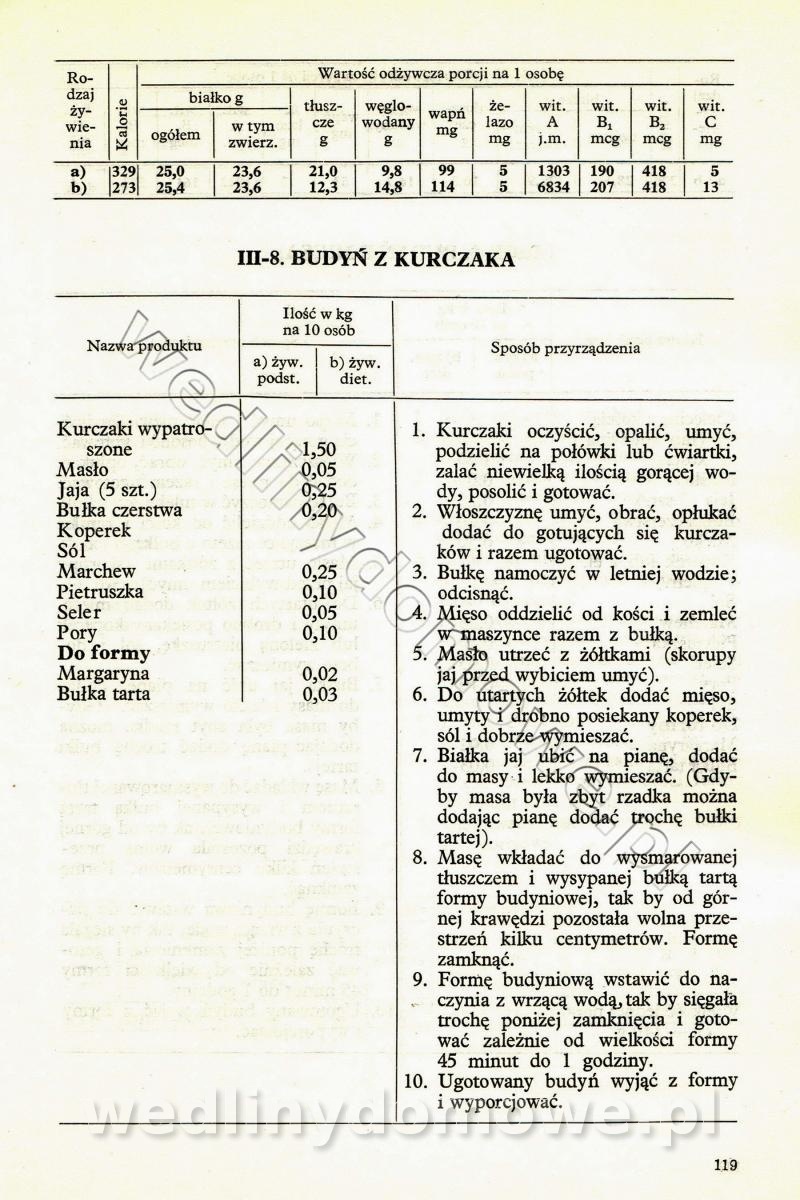 Ro-
dzaj
ży-
wie-
nia
Kalorie
Wartość odżywcza porcji na 1 osobę
białko g
ogółem
w tym
zwierz.
tłusz-
cze
g
węglo-
wodany
g
wapń
mg
że-
lazo
mg
wit.
A
j.m.
wit.
B₁
mcg
wit.
B₂
mcg
wit.
C
mg
a) 329 25,0 23,6 21,0 9,8 99 5 1303 190 418 5
b) 273 25,4 23,6 12,3 14,8 114 5 6834 207 418 13
III-8. BUDYŃ Z KURCZAKA
Nazwa produktu
Ilość w kg
na 10 osób
a) żyw.
podst.
b) żyw.
diet.
Sposób przyrządzenia
Kurczaki wypatro-
szone 1,50
Masło 0,05
Jaja (5 szt.) 0,25
Bułka czerstwa 0,20
Koperek
Sól
Marchew 0,25
Pietruszka 0,10
Seler 0,05
Pory 0,10
Do formy
Margaryna 0,02
Bułka tarta 0,03
1. Kurczaki oczyścić, opalić, umyć,
podzielić na połówki lub ćwiartki,
zalać niewielką ilością gorącej wo-
dy, posolić i gotować.
2. Włoszczyznę umyć, obrać, opłukać
dodać do gotujących się kurcza-
ków i razem ugotować.
3. Bułkę namoczyć w letniej wodzie;
odcisnąć.
4. Mięso oddzielić od kości i zemleć
w maszynce razem z bułką.
5. Masło utrzeć z żółtkami (skorupy
jaj przed wybiciem umyć).
6. Do utartych żółtek dodać mięso,
umyty i drobno posiekany koperek,
sól i dobrze wymieszać.
7. Białka jaj ubić na pianę, dodać
do masy i lekko wymieszać. (Gdy-
by masa była zbyt rzadka można
dodając pianę dodać trochę bułki
tartej).
8. Masę wkładać do wysmarowanej
tłuszczem i wysypanej bułką tartą
formy budyniowej, tak by od gór-
nej krawędzi pozostała wolna prze-
strzeń kilku centymetrów. Formę
zamknąć.
9. Formę budyniową wstawić do na-
czynia z wrzącą wodą, tak by sięgała
trochę poniżej zamknięcia i goto-
wać zależnie od wielkości formy
45 minut do 1 godziny.
10. Ugotowany budyń wyjąć z formy
i wyporcjować.
wedlinydomowe.pl
wedlinydomowe.pl
119